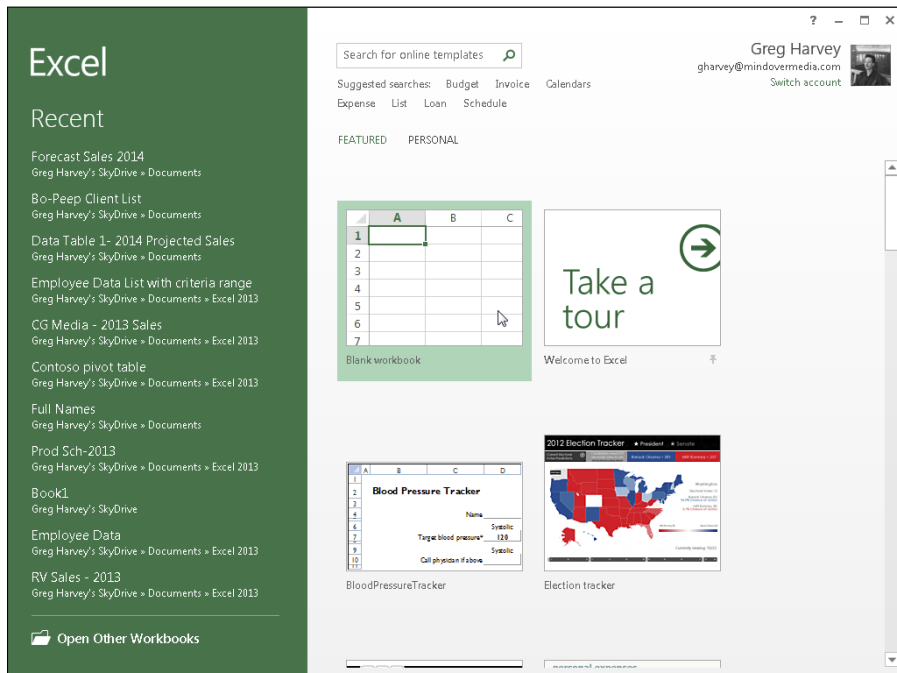 Excel
Recent
Forecast Sales 2014
Greg Harvey's SkyDrive » Documents
Bo-Peep Client List
Greg Harvey's SkyDrive » Documents
Data Table 1- 2014 Projected Sales
Greg Harvey's SkyDrive » Documents
Employee Data List with criteria range
Greg Harvey's SkyDrive » Documents » Excel 2013
CG Media - 2013 Sales
Greg Harvey's SkyDrive » Documents » Excel 2013
Contoso pivot table
Greg Harvey's SkyDrive » Documents » Excel 2013
Full Names
Greg Harvey's SkyDrive » Documents
Prod Sch-2013
Greg Harvey's SkyDrive » Documents » Excel 2013
Book1
Greg Harvey's SkyDrive
Employee Data
Greg Harvey's SkyDrive » Documents » Excel 2013
RV Sales - 2013
Greg Harvey's SkyDrive » Documents » Excel 2013
Open Other Workbooks
?
Search for online templates
Greg Harvey
gharvey@mindovermedia.com
Switch account
Suggested searches: Budget Invoice Calendars
Expense List Loan Schedule
FEATURED PERSONAL
A B C
1
2
3
4
5
6
7
Blank workbook
Take a
tour
Welcome to Excel
A B C D
1
2 Blood Pressure Tracker
3
4 Name
6 Systolic
7 Target blood pressure* 120
9 Systolic
10 Call physician if above
BloodPressureTracker
2012 Election Tracker ★ President ★ Senate
Washington
Election tracker
personal expenses